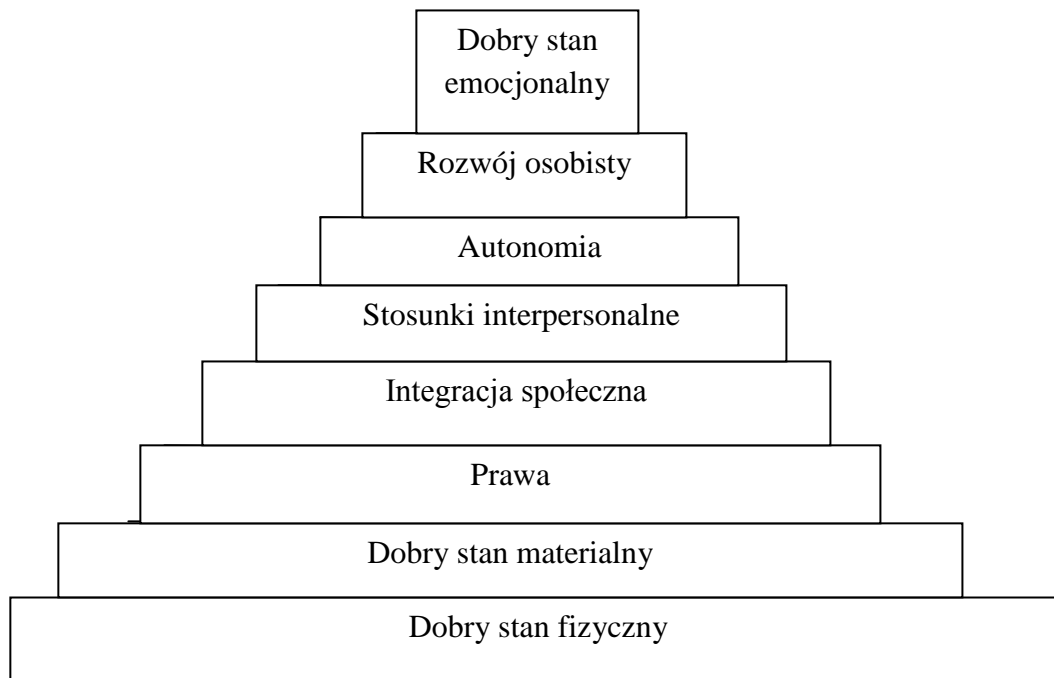 Dobry stan
emocjonalny
Rozwój osobisty
Autonomia
Stosunki interpersonalne
Integracja społeczna
Prawa
Dobry stan materialny
Dobry stan fizyczny